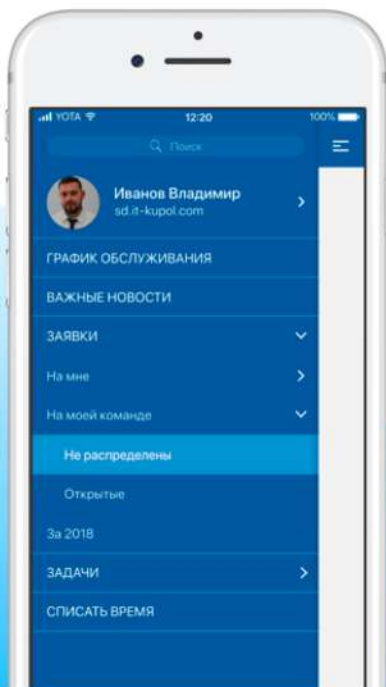 YOTA 12:20 100%
Поиск
Иванов Владимир
sd.it-kupol.com
ГРАФИК ОБСЛУЖИВАНИЯ
ВАЖНЫЕ НОВОСТИ
ЗАЯВКИ
На мне
На моей команде
Не распределены
Открытые
За 2018
ЗАДАЧИ
СПИСАТЬ ВРЕМЯ